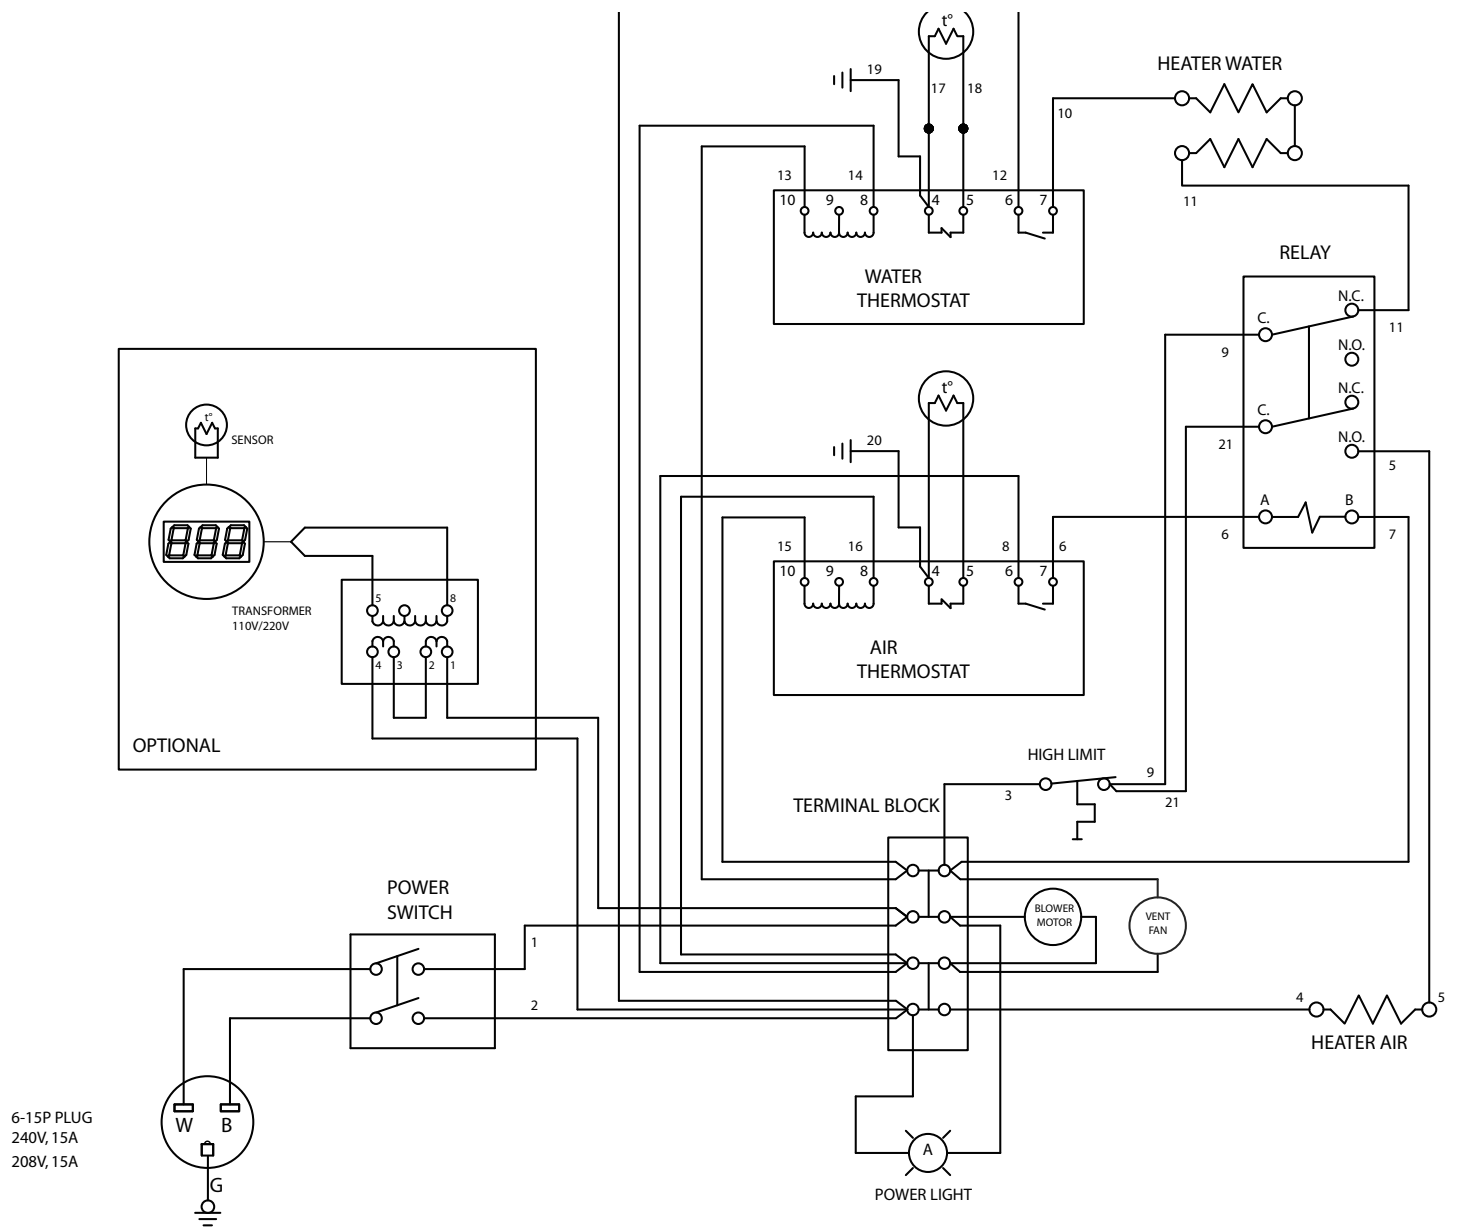 t°
HEATER WATER
19
17
18
10
13
14
12
10
9
8
4
5
6
7
11
WATER
THERMOSTAT
RELAY
N.C.
C.
11
9
N.O.
N.C.
C.
21
N.O.
5
A
B
6
7
t°
20
15
16
8
6
10
9
8
4
5
6
7
AIR
THERMOSTAT
t°
SENSOR
888
TRANSFORMER
110V/220V
5
8
4
3
2
1
OPTIONAL
HIGH LIMIT
3
9
21
TERMINAL BLOCK
POWER
SWITCH
1
2
BLOWER
MOTOR
VENT
FAN
4
5
HEATER AIR
6-15P PLUG
240V, 15A
208V, 15A
W
B
G
A
POWER LIGHT